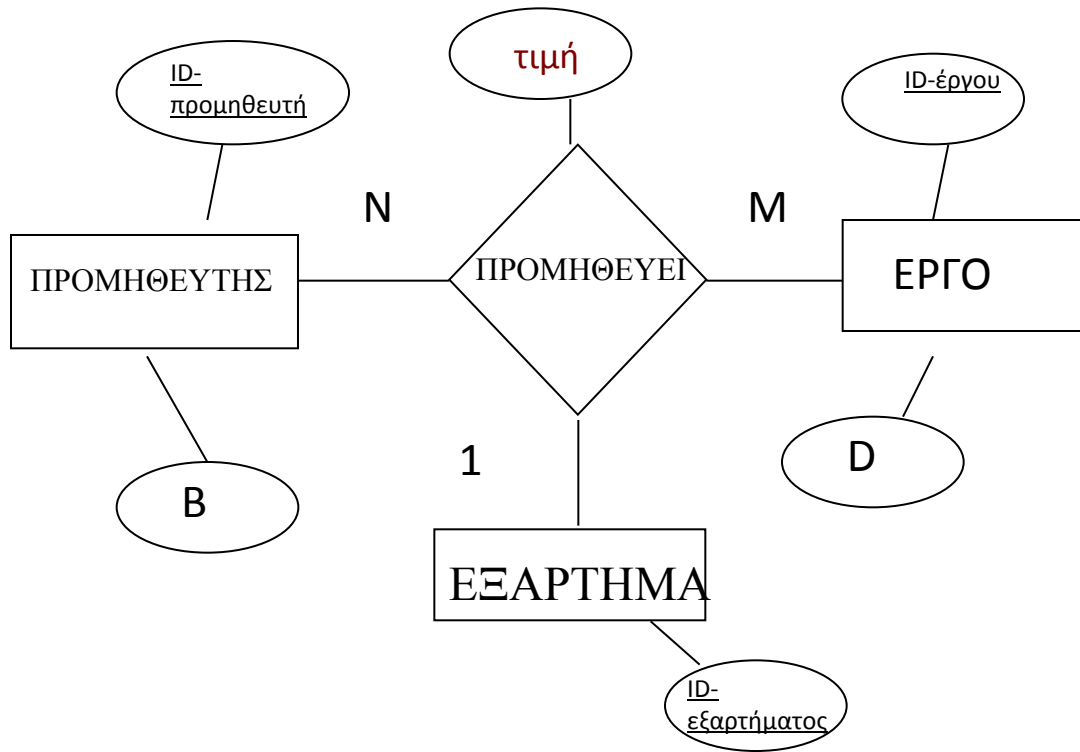 τιμή
ID-
προμηθευτή
ID-έργου
N
M
ΠΡΟΜΗΘΕΥΤΗΣ
ΠΡΟΜΗΘΕΥΕΙ
ΕΡΓΟ
1
B
D
ΕΞΑΡΤΗΜΑ
ID-
εξαρτήματος